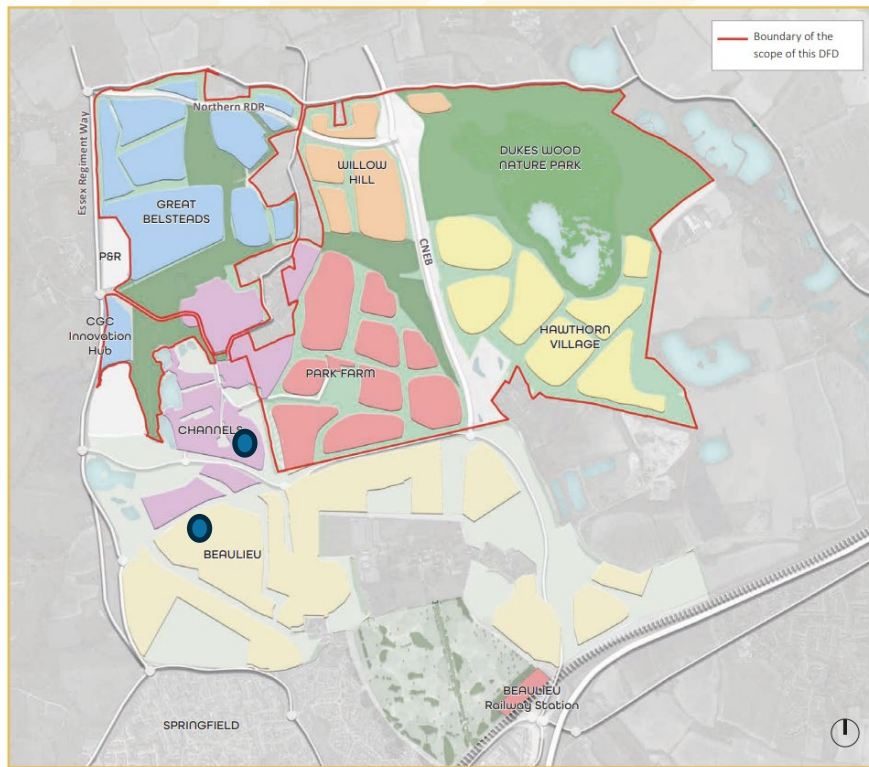 Boundary of the
scope of this DFD
Northern RDR
Essex Regiment Way
DUKES WOOD
NATURE PARK
WILLOW
HILL
GREAT
BELSTEADS
CNEB
P&R
CGC
Innovation
Hub
HAWTHORN
VILLAGE
PARK FARM
CHANNELS
BEAULIEU
BEAULIEU
Railway Station
SPRINGFIELD